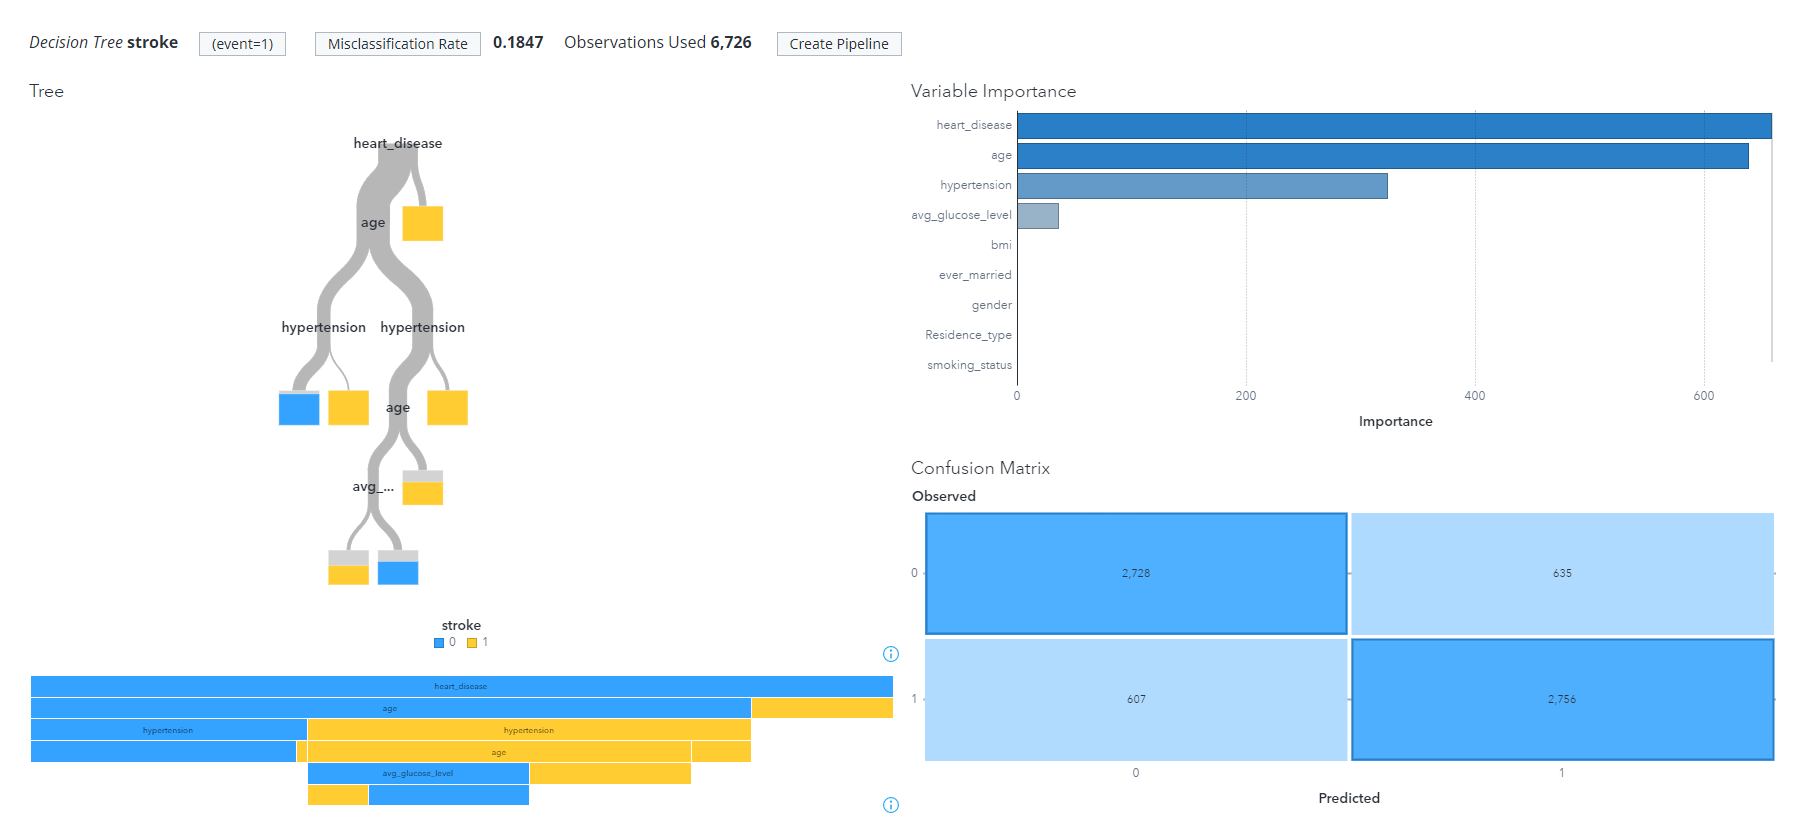 Decision Tree stroke (event=1) Misclassification Rate 0.1847 Observations Used 6,726 Create Pipeline
Tree
heart_disease
age
hypertension hypertension
age
avg_...
stroke
0 1
heart_disease
age
hypertension hypertension
age
avg_glucose_level
Variable Importance
heart_disease
age
hypertension
avg_glucose_level
bmi
ever_married
gender
Residence_type
smoking_status
0 200 400 600
Importance
Confusion Matrix
Observed
0 2,728 635
1 607 2,756
0 1
Predicted